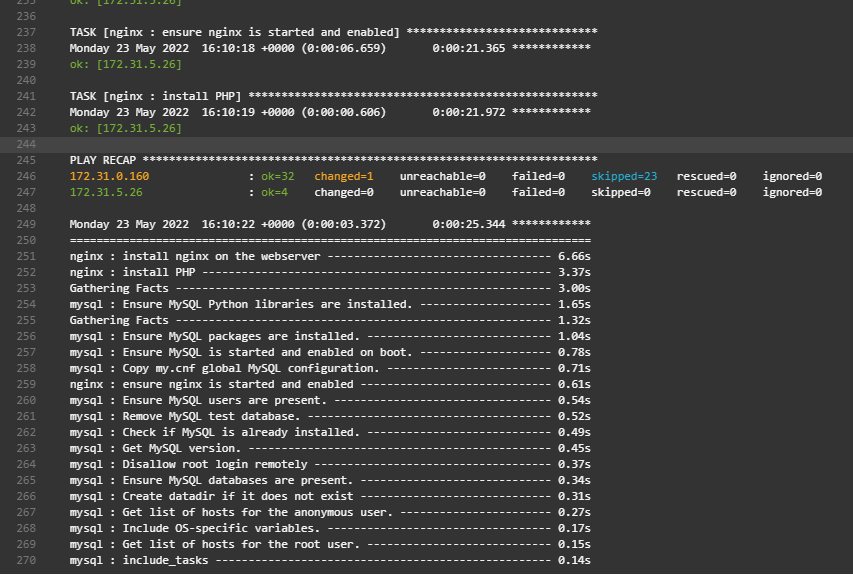 235 ok: [172.31.5.26]
236
237 TASK [nginx : ensure nginx is started and enabled] *****************************
238 Monday 23 May 2022  16:10:18 +0000 (0:00:06.659)       0:00:21.365 ************
239 ok: [172.31.5.26]
240
241 TASK [nginx : install PHP] *****************************************************
242 Monday 23 May 2022  16:10:19 +0000 (0:00:00.606)       0:00:21.972 ************
243 ok: [172.31.5.26]
244
245 PLAY RECAP *********************************************************************
246 172.31.0.160               : ok=32   changed=1    unreachable=0    failed=0    skipped=23   rescued=0    ignored=0
247 172.31.5.26                : ok=4    changed=0    unreachable=0    failed=0    skipped=0    rescued=0    ignored=0
248
249 Monday 23 May 2022  16:10:22 +0000 (0:00:03.372)       0:00:25.344 ************
250 ===============================================================================
251 nginx : install nginx on the webserver ---------------------------------- 6.66s
252 nginx : install PHP ----------------------------------------------------- 3.37s
253 Gathering Facts --------------------------------------------------------- 3.00s
254 mysql : Ensure MySQL Python libraries are installed. -------------------- 1.65s
255 Gathering Facts --------------------------------------------------------- 1.32s
256 mysql : Ensure MySQL packages are installed. ---------------------------- 1.04s
257 mysql : Ensure MySQL is started and enabled on boot. -------------------- 0.78s
258 mysql : Copy my.cnf global MySQL configuration. ------------------------- 0.71s
259 nginx : ensure nginx is started and enabled ----------------------------- 0.61s
260 mysql : Ensure MySQL users are present. --------------------------------- 0.54s
261 mysql : Remove MySQL test database. ------------------------------------- 0.52s
262 mysql : Check if MySQL is already installed. ---------------------------- 0.49s
263 mysql : Get MySQL version. ---------------------------------------------- 0.45s
264 mysql : Disallow root login remotely ------------------------------------ 0.37s
265 mysql : Ensure MySQL databases are present. ----------------------------- 0.34s
266 mysql : Create datadir if it does not exist ----------------------------- 0.31s
267 mysql : Get list of hosts for the anonymous user. ----------------------- 0.27s
268 mysql : Include OS-specific variables. ---------------------------------- 0.17s
269 mysql : Get list of hosts for the root user. ---------------------------- 0.15s
270 mysql : include_tasks --------------------------------------------------- 0.14s